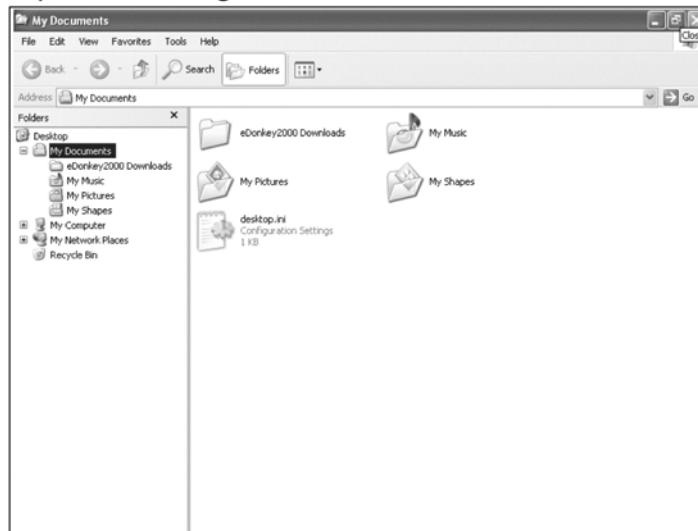 My Documents
File Edit View Favorites Tools Help
Clos
Back Search Folders
Address My Documents Go
Folders X
Desktop
My Documents
eDonkey2000 Downloads
My Music
My Pictures
My Shapes
My Computer
My Network Places
Recycle Bin
eDonkey2000 Downloads My Music
My Pictures My Shapes
desktop.ini
Configuration Settings
1 KB